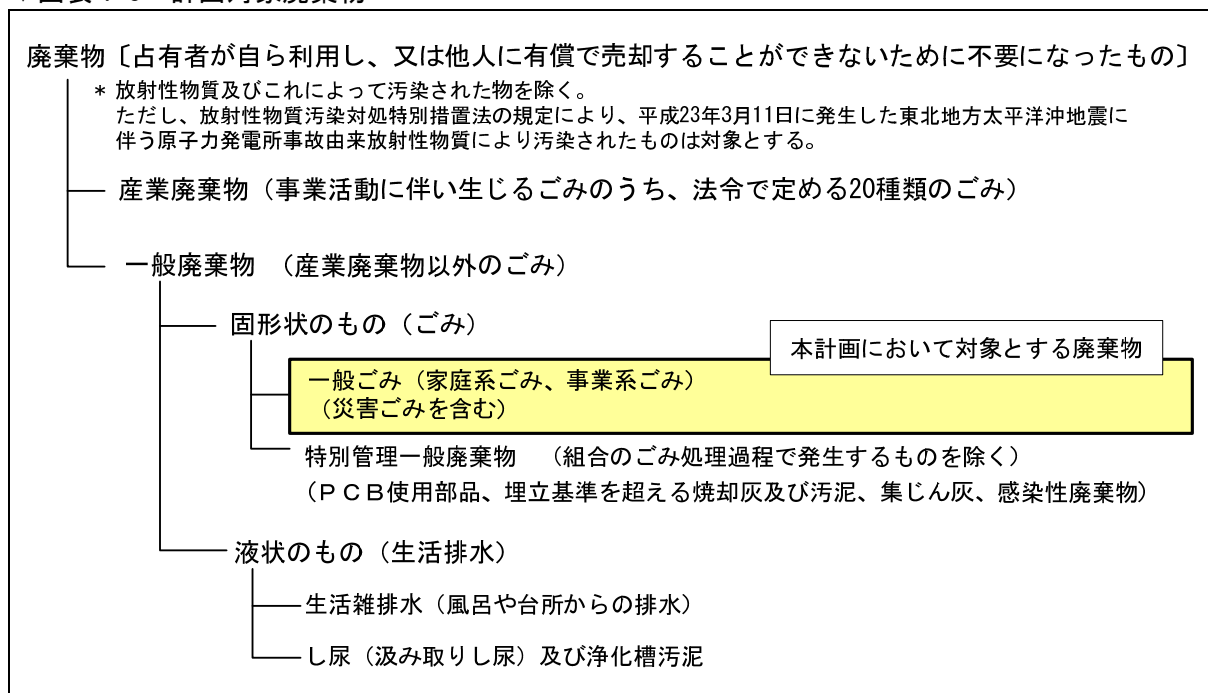 廃棄物〔占有者が自ら利用し、又は他人に有償で売却することができないために不要になったもの〕
＊ 放射性物質及びこれによって汚染された物を除く。
ただし、放射性物質汚染対処特別措置法の規定により、平成23年3月11日に発生した東北地方太平洋沖地震に
伴う原子力発電所事故由来放射性物質により汚染されたものは対象とする。
産業廃棄物（事業活動に伴い生じるごみのうち、法令で定める20種類のごみ）
一般廃棄物 （産業廃棄物以外のごみ）
固形状のもの（ごみ）
本計画において対象とする廃棄物
一般ごみ（家庭系ごみ、事業系ごみ）
（災害ごみを含む）
特別管理一般廃棄物 （組合のごみ処理過程で発生するものを除く）
（ＰＣＢ使用部品、埋立基準を超える焼却灰及び汚泥、集じん灰、感染性廃棄物）
液状のもの（生活排水）
生活雑排水（風呂や台所からの排水）
し尿（汲み取りし尿）及び浄化槽汚泥